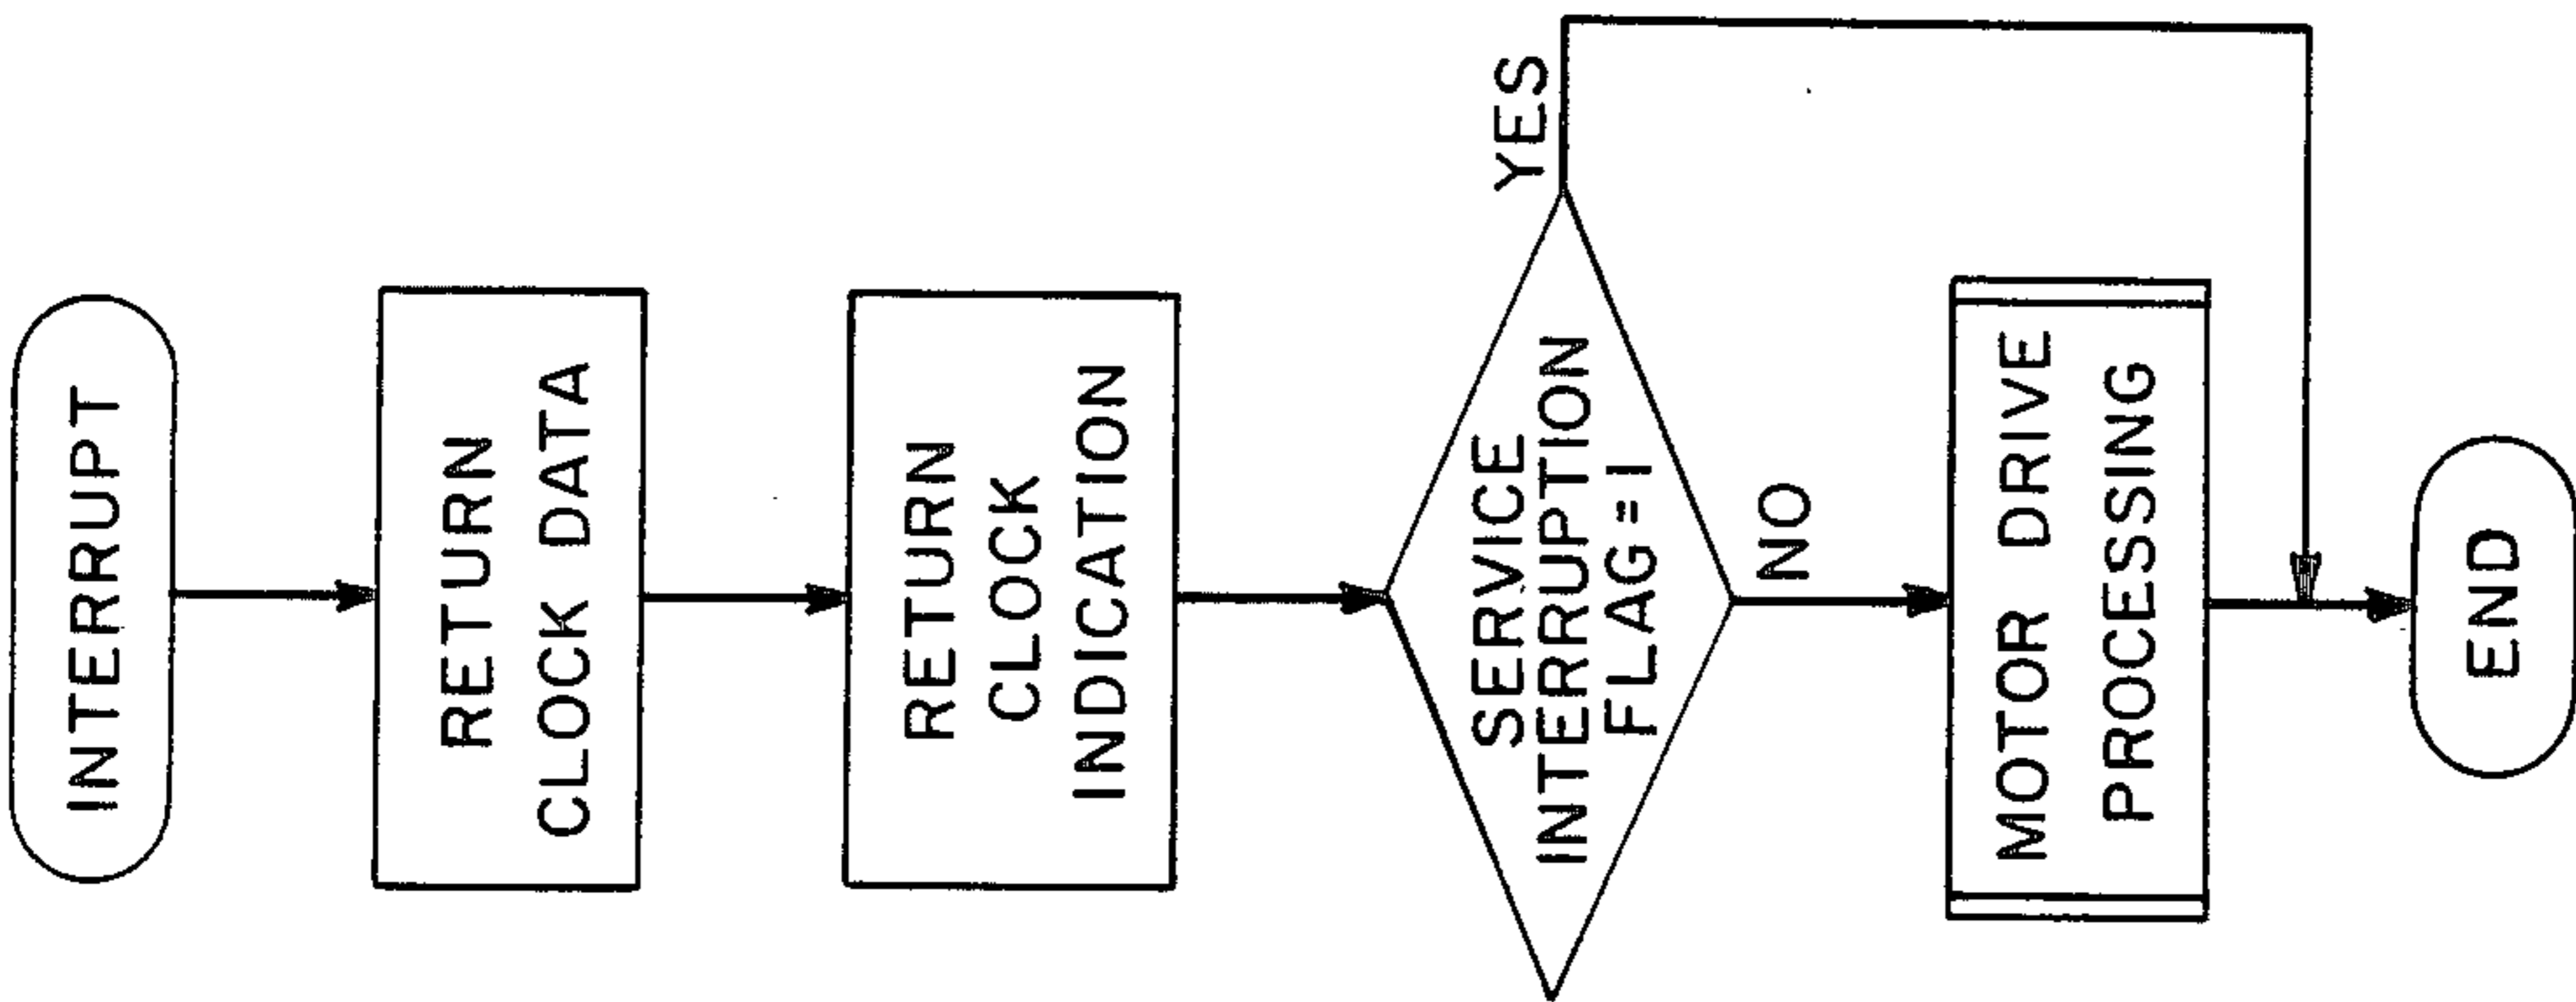 INTERRUPT
RETURN
CLOCK DATA
RETURN
CLOCK
INDICATION
SERVICE
INTERRUPTION
FLAG = 1
YES
NO
MOTOR DRIVE
PROCESSING
END